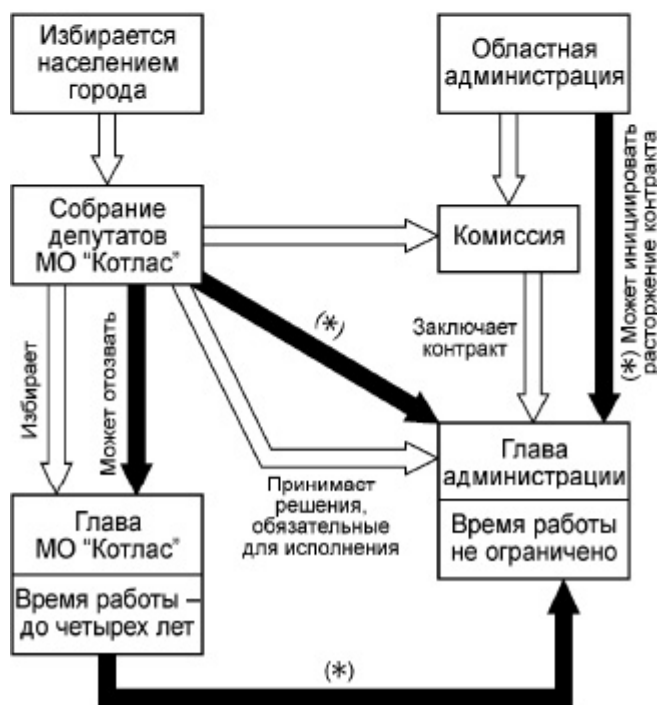 Избирается
населением
города
Областная
администрация
Собрание
депутатов
МО “Котлас”
Комиссия
(*) Может инициировать
расторжение контракта
(*)
Заключает
контракт
Избирает
Может отозвать
Принимает
решения,
обязательные
для исполнения
Глава
администрации
Время работы
не ограничено
Глава
МО “Котлас”
Время работы –
до четырех лет
(*)